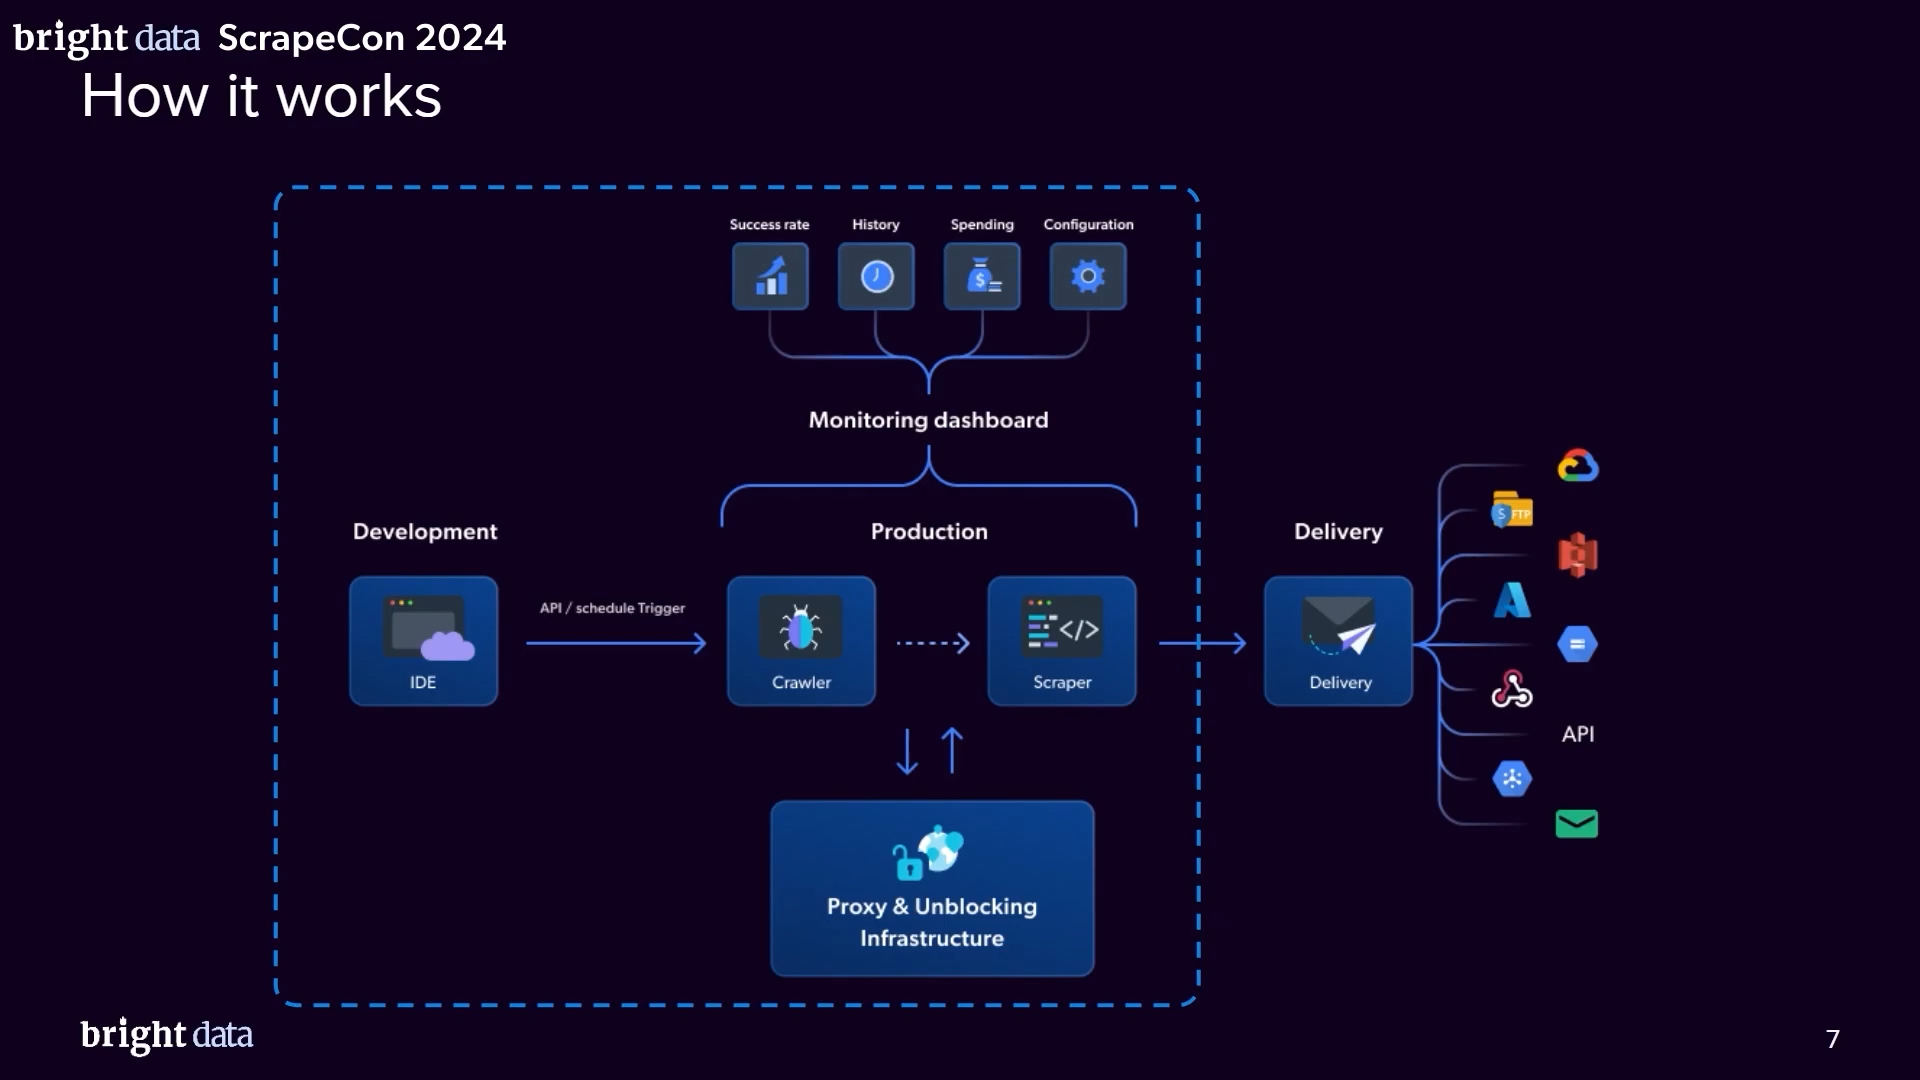 bright data ScrapeCon 2024
How it works
Success rate
History
Spending
Configuration
$
Monitoring dashboard
Development
Production
Delivery
S FTP
API / schedule Trigger
</>
IDE
Crawler
Scraper
Delivery
API
Proxy & Unblocking
Infrastructure
bright data
7